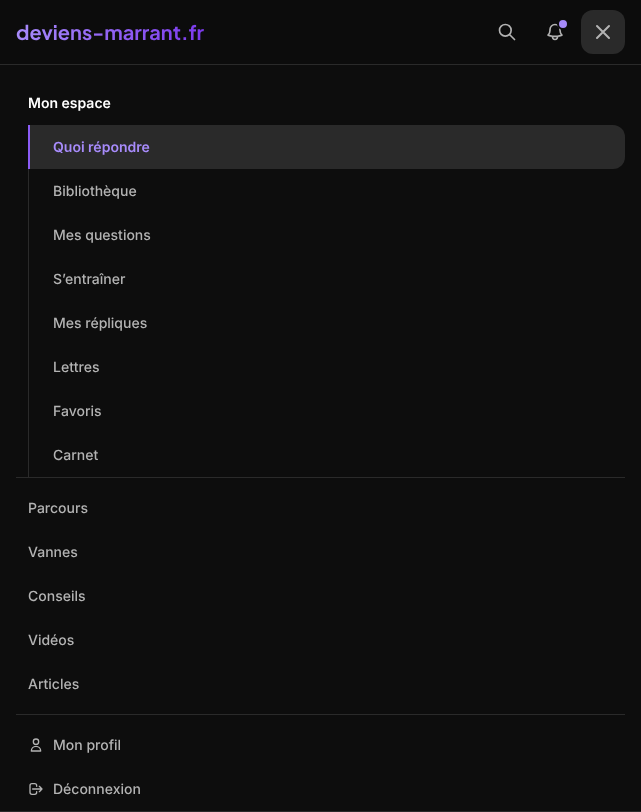 deviens-marrant.fr
Mon espace
Quoi répondre
Bibliothèque
Mes questions
S’entraîner
Mes répliques
Lettres
Favoris
Carnet
Parcours
Vannes
Conseils
Vidéos
Articles
Mon profil
Déconnexion